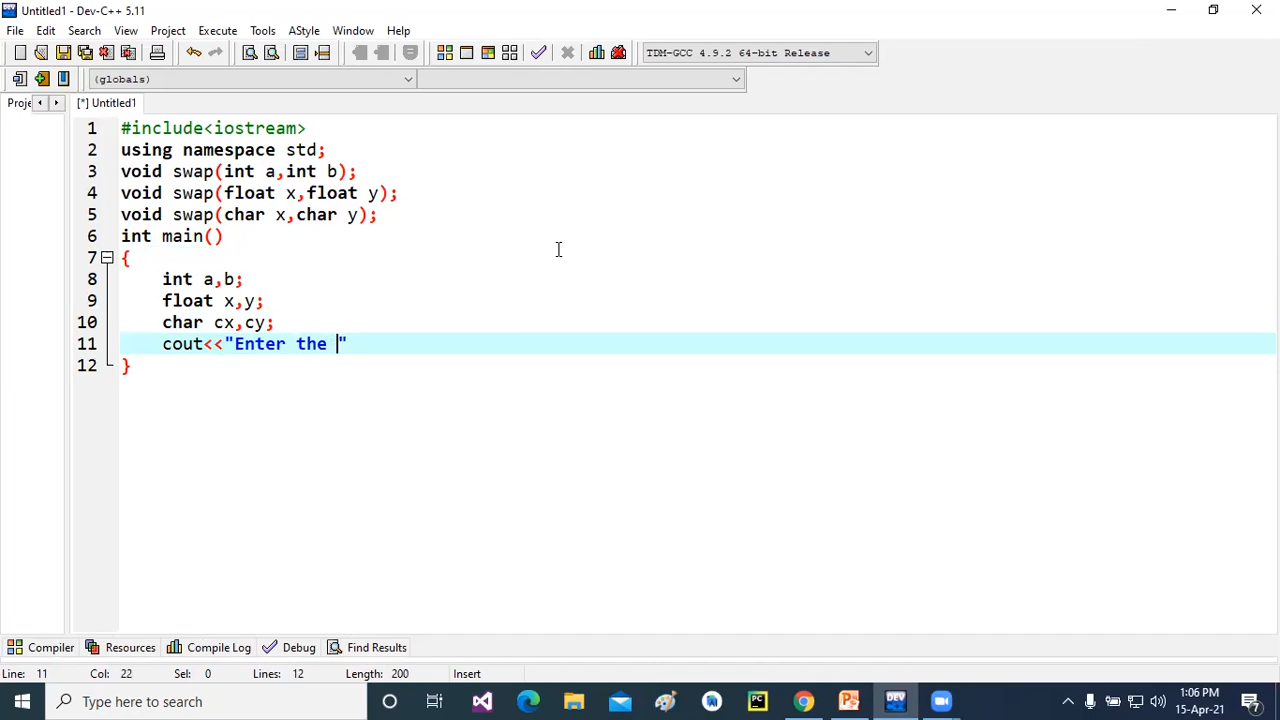 Untitled1 - Dev-C++ 5.11
File Edit Search View Project Execute Tools AStyle Window Help
TDM-GCC 4.9.2 64-bit Release
(globals)
Proje [*] Untitled1
1 #include<iostream>
2 using namespace std;
3 void swap(int a,int b);
4 void swap(float x,float y);
5 void swap(char x,char y);
6 int main()
7 {
8 int a,b;
9 float x,y;
10 char cx,cy;
11 cout<<"Enter the "
12 }
Compiler Resources Compile Log Debug Find Results
Line: 11 Col: 22 Sel: 0 Lines: 12 Length: 200 Insert
Type here to search
1:06 PM
15-Apr-21
7